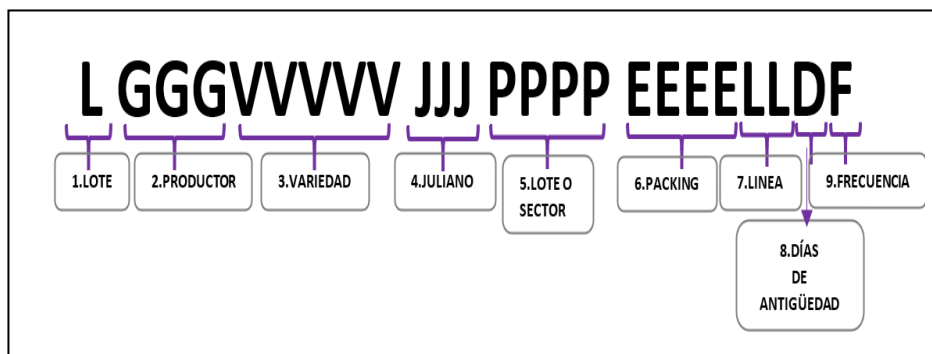 L GGGVVVVV JJJ PPPP EEEELLDF
1.LOTE
2.PRODUCTOR
3.VARIEDAD
4.JULIANO
5.LOTE O
SECTOR
6.PACKING
7.LINEA
9.FRECUENCIA
8.DÍAS
DE
ANTIGÜEDAD